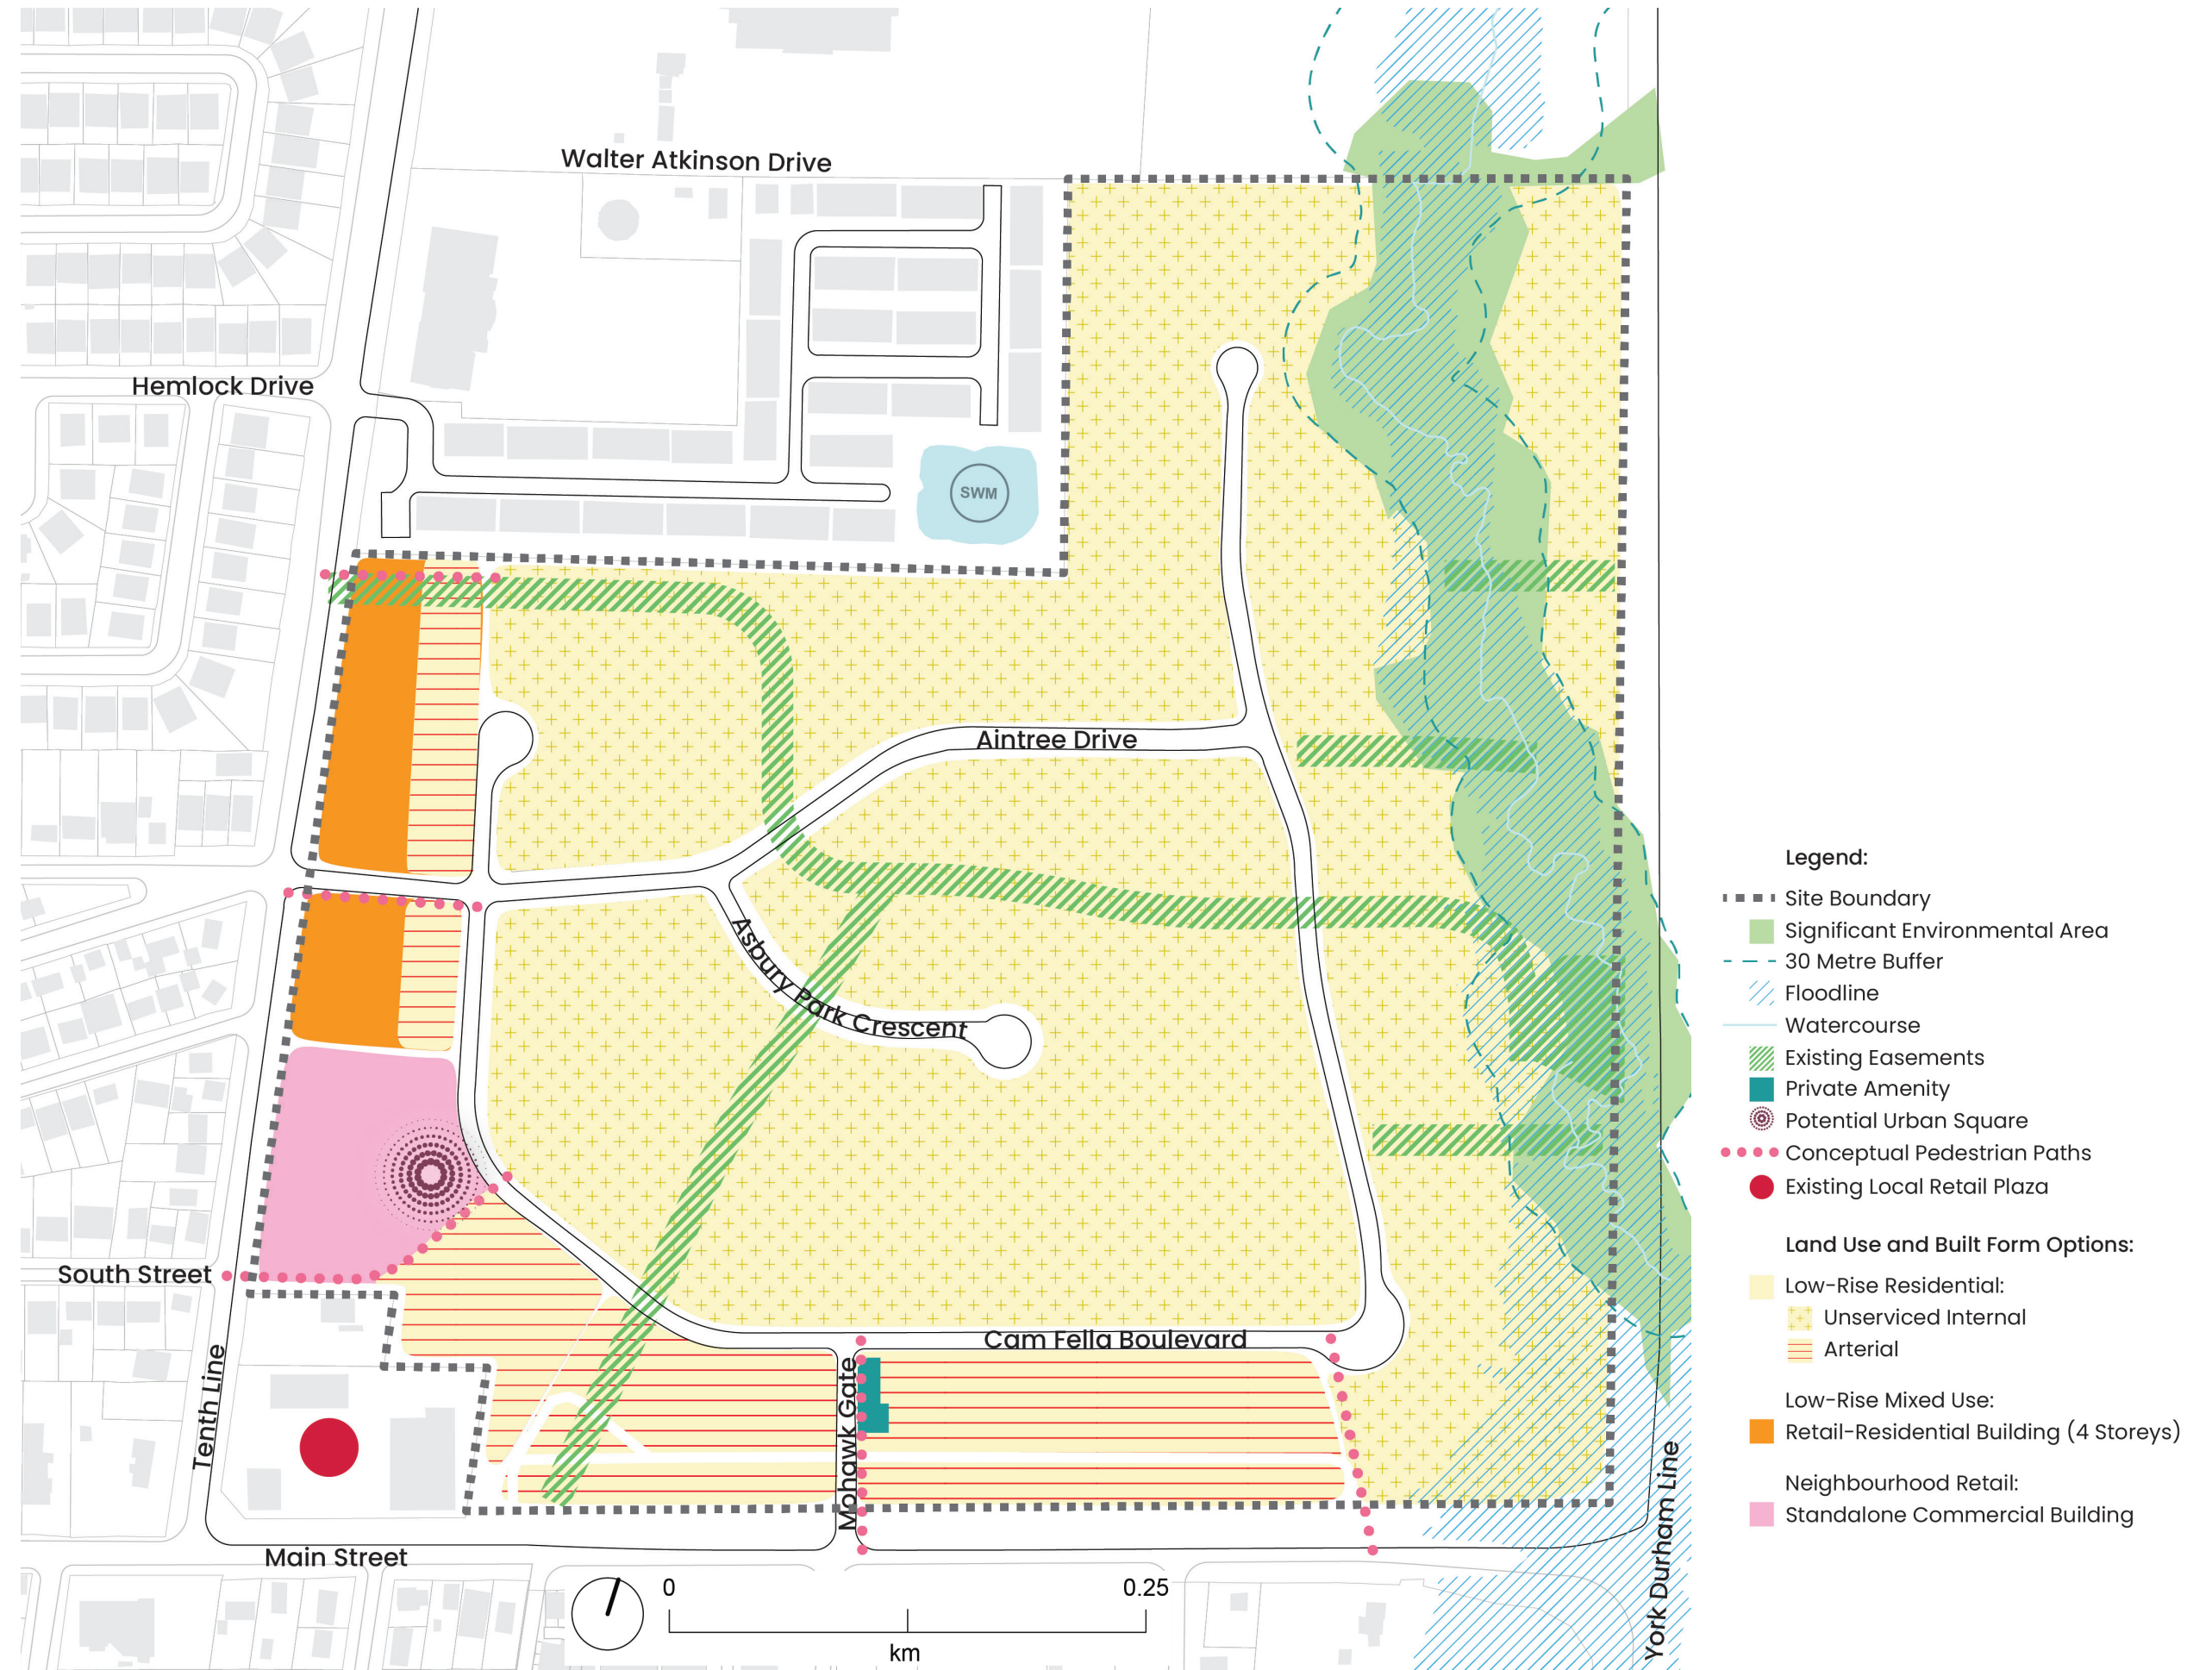 Walter Atkinson Drive
Hemlock Drive
SWM
Aintree Drive
Asbury Park Crescent
South Street
Cam Fella Boulevard
Tenth Line
Mohawk Gate
York Durham Line
Main Street
0
0.25
km
Legend:
Site Boundary
Significant Environmental Area
30 Metre Buffer
Floodline
Watercourse
Existing Easements
Private Amenity
Potential Urban Square
Conceptual Pedestrian Paths
Existing Local Retail Plaza
Land Use and Built Form Options:
Low-Rise Residential:
Unserviced Internal
Arterial
Low-Rise Mixed Use:
Retail-Residential Building (4 Storeys)
Neighbourhood Retail:
Standalone Commercial Building